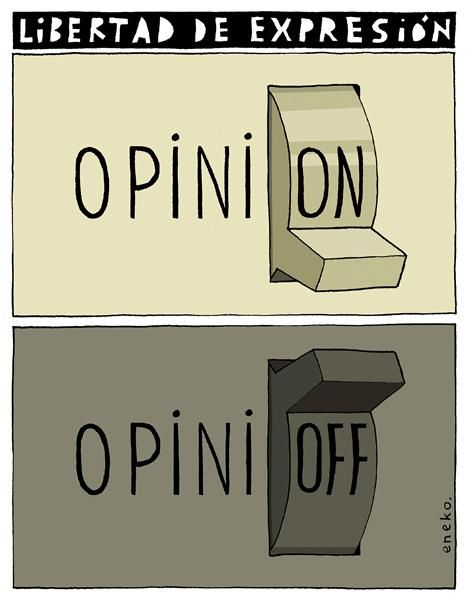 LiBERTAD DE EXPRESiÓN
OPiNiON
OPiNiOFF
eneko.